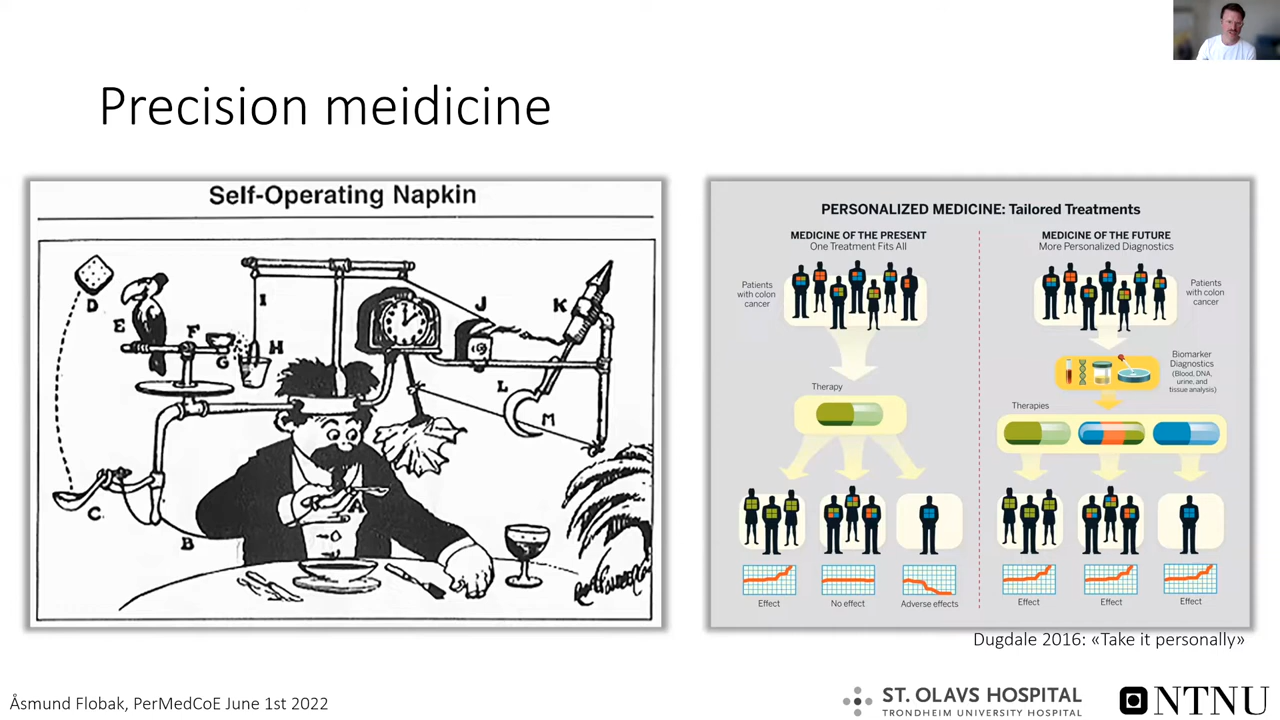 Precision meidicine
Self-Operating Napkin
D
E
F
G
H
I
J
K
L
M
A
B
C
PERSONALIZED MEDICINE: Tailored Treatments
MEDICINE OF THE PRESENT
One Treatment Fits All
Patients
with colon
cancer
Therapy
Effect
No effect
Adverse effects
MEDICINE OF THE FUTURE
More Personalized Diagnostics
Patients
with colon
cancer
Biomarker
Diagnostics
(Blood, DNA,
urine, and
tissue analysis)
Therapies
Effect
Effect
Effect
Dugdale 2016: «Take it personally»
Åsmund Flobak, PerMedCoE June 1st 2022
ST. OLAVS HOSPITAL
TRONDHEIM UNIVERSITY HOSPITAL
NTNU